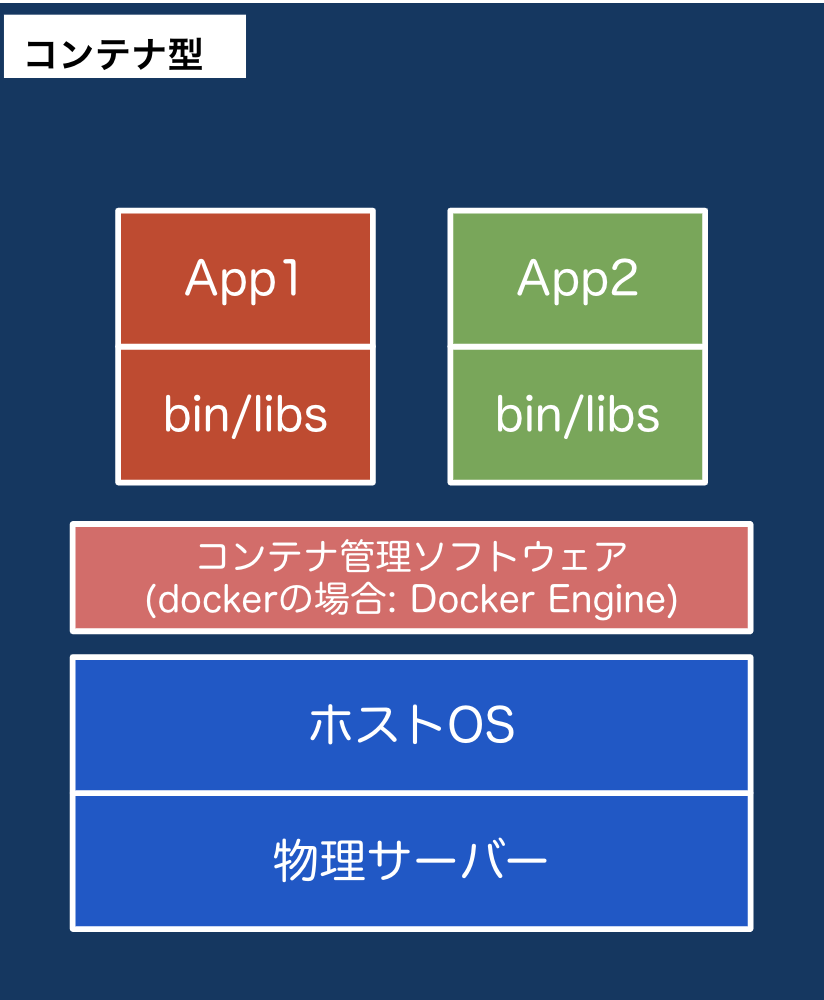 コンテナ型
App1
App2
bin/libs
bin/libs
コンテナ管理ソフトウェア
(dockerの場合: Docker Engine)
ホストOS
物理サーバー